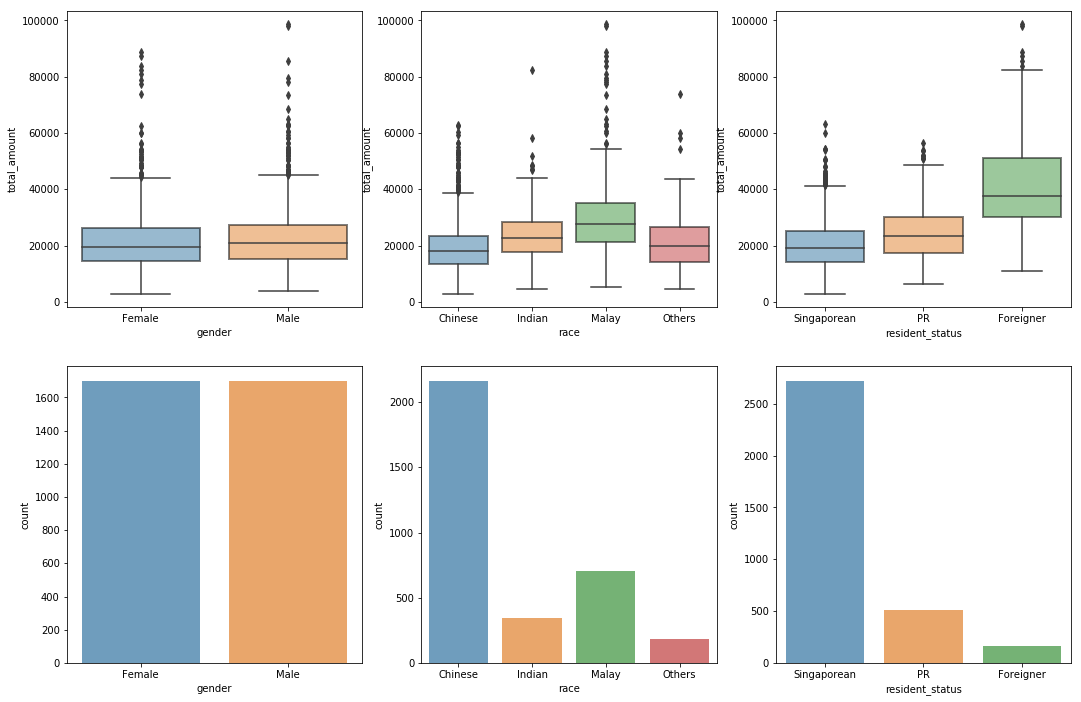 100000
80000
60000
40000
20000
0
total_amount
Female Male
gender
100000
80000
60000
40000
20000
0
total_amount
Chinese Indian Malay Others
race
100000
80000
60000
40000
20000
0
total_amount
Singaporean PR Foreigner
resident_status
1600
1400
1200
1000
800
600
400
200
0
count
Female Male
gender
2000
1500
1000
500
0
count
Chinese Indian Malay Others
race
2500
2000
1500
1000
500
0
count
Singaporean PR Foreigner
resident_status